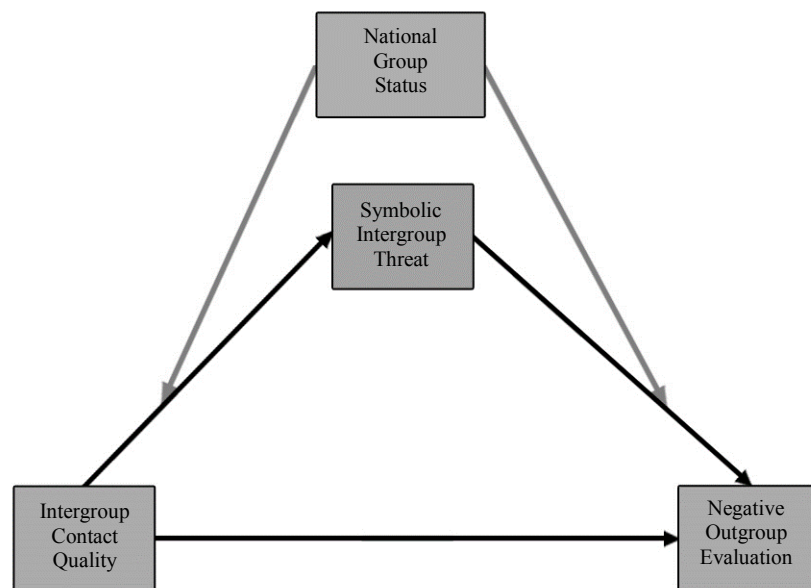 National
Group
Status
Symbolic
Intergroup
Threat
Intergroup
Contact
Quality
Negative
Outgroup
Evaluation